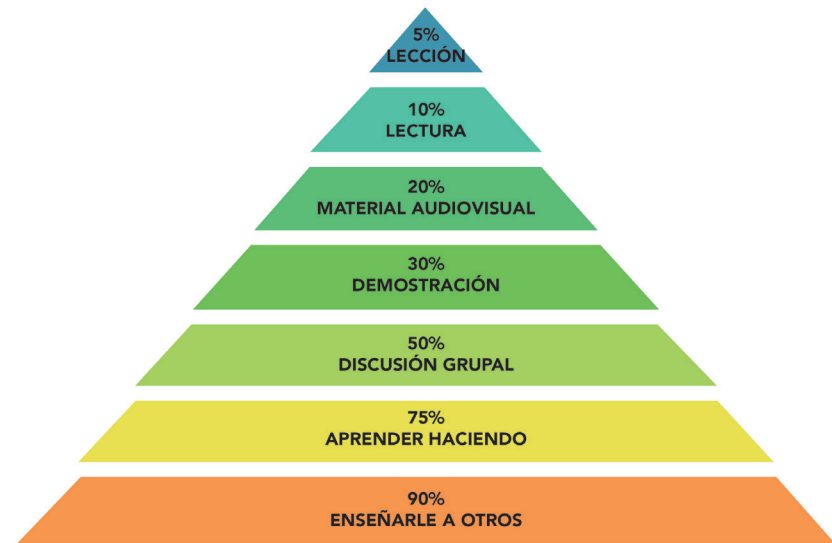 5%
LECCIÓN
10%
LECTURA
20%
MATERIAL AUDIOVISUAL
30%
DEMOSTRACIÓN
50%
DISCUSIÓN GRUPAL
75%
APRENDER HACIENDO
90%
ENSEÑARLE A OTROS